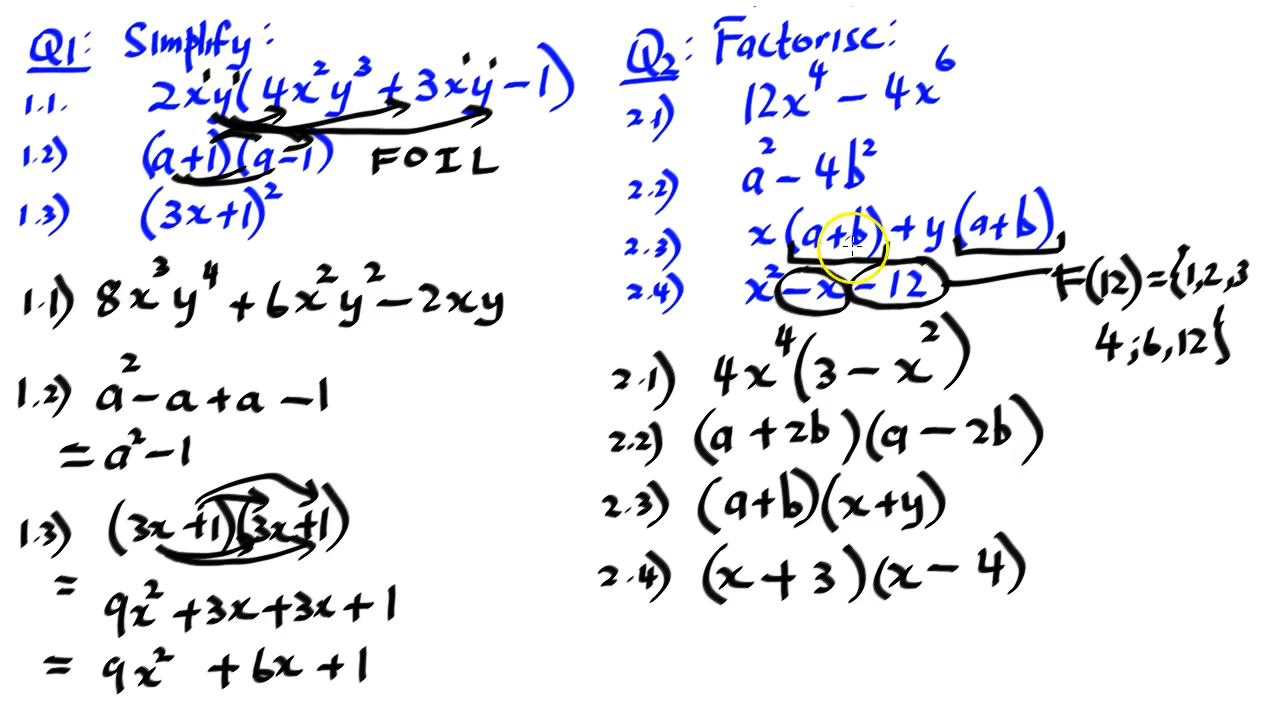 Q1: Simplify:
1.1. 2x¹y¹(4x²y³ + 3x¹y¹ - 1)
1.2) (a+1)(a-1) FOIL
1.3) (3x+1)²
1.1) 8x³y⁴ + 6x²y² - 2xy
1.2) a² - a + a - 1
= a² - 1
1.3) (3x+1)(3x+1)
= 9x² + 3x + 3x + 1
= 9x² + 6x + 1
Q2: Factorise:
2.1) 12x⁴ - 4x⁶
2.2) a² - 4b²
2.3) x(a+b) + y(a+b)
2.4) x² - x - 12 F(12) = {1,2,3
4;6,12}
2.1) 4x⁴(3 - x²)
2.2) (a + 2b)(a - 2b)
2.3) (a+b)(x+y)
2.4) (x + 3)(x - 4)